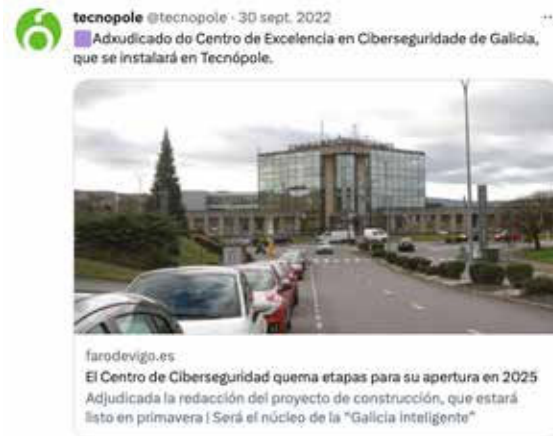 tecnopole @tecnopole · 30 sept. 2022
Adxudicado do Centro de Excelencia en Ciberseguridade de Galicia,
que se instalará en Tecnópole.
farodevigo.es
El Centro de Ciberseguridad quema etapas para su apertura en 2025
Adjudicada la redacción del proyecto de construcción, que estará
listo en primavera | Será el núcleo de la "Galicia inteligente"